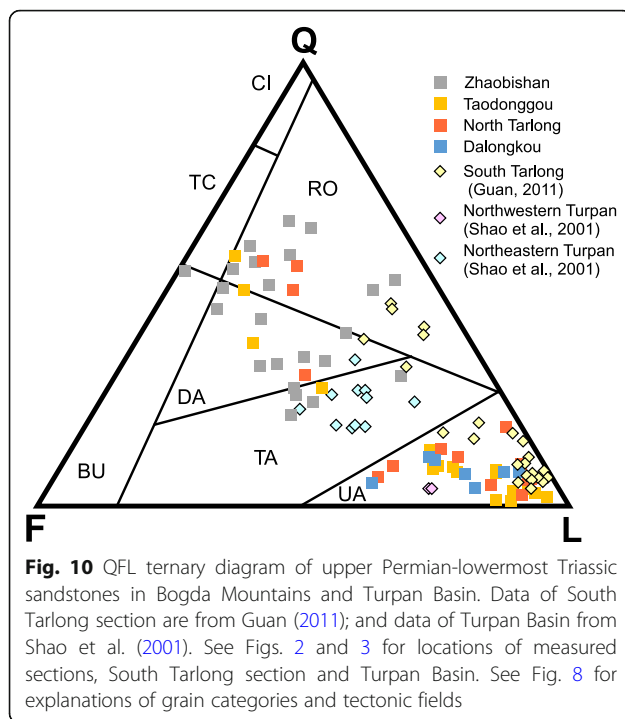 Q
CI
TC
RO
DA
BU
TA
UA
F
L
Zhaobishan
Taodonggou
North Tarlong
Dalongkou
South Tarlong
(Guan, 2011)
Northwestern Turpan
(Shao et al., 2001)
Northeastern Turpan
(Shao et al., 2001)
Fig. 10 QFL ternary diagram of upper Permian-lowermost Triassic
sandstones in Bogda Mountains and Turpan Basin. Data of South
Tarlong section are from Guan (2011); and data of Turpan Basin from
Shao et al. (2001). See Figs. 2 and 3 for locations of measured
sections, South Tarlong section and Turpan Basin. See Fig. 8 for
explanations of grain categories and tectonic fields